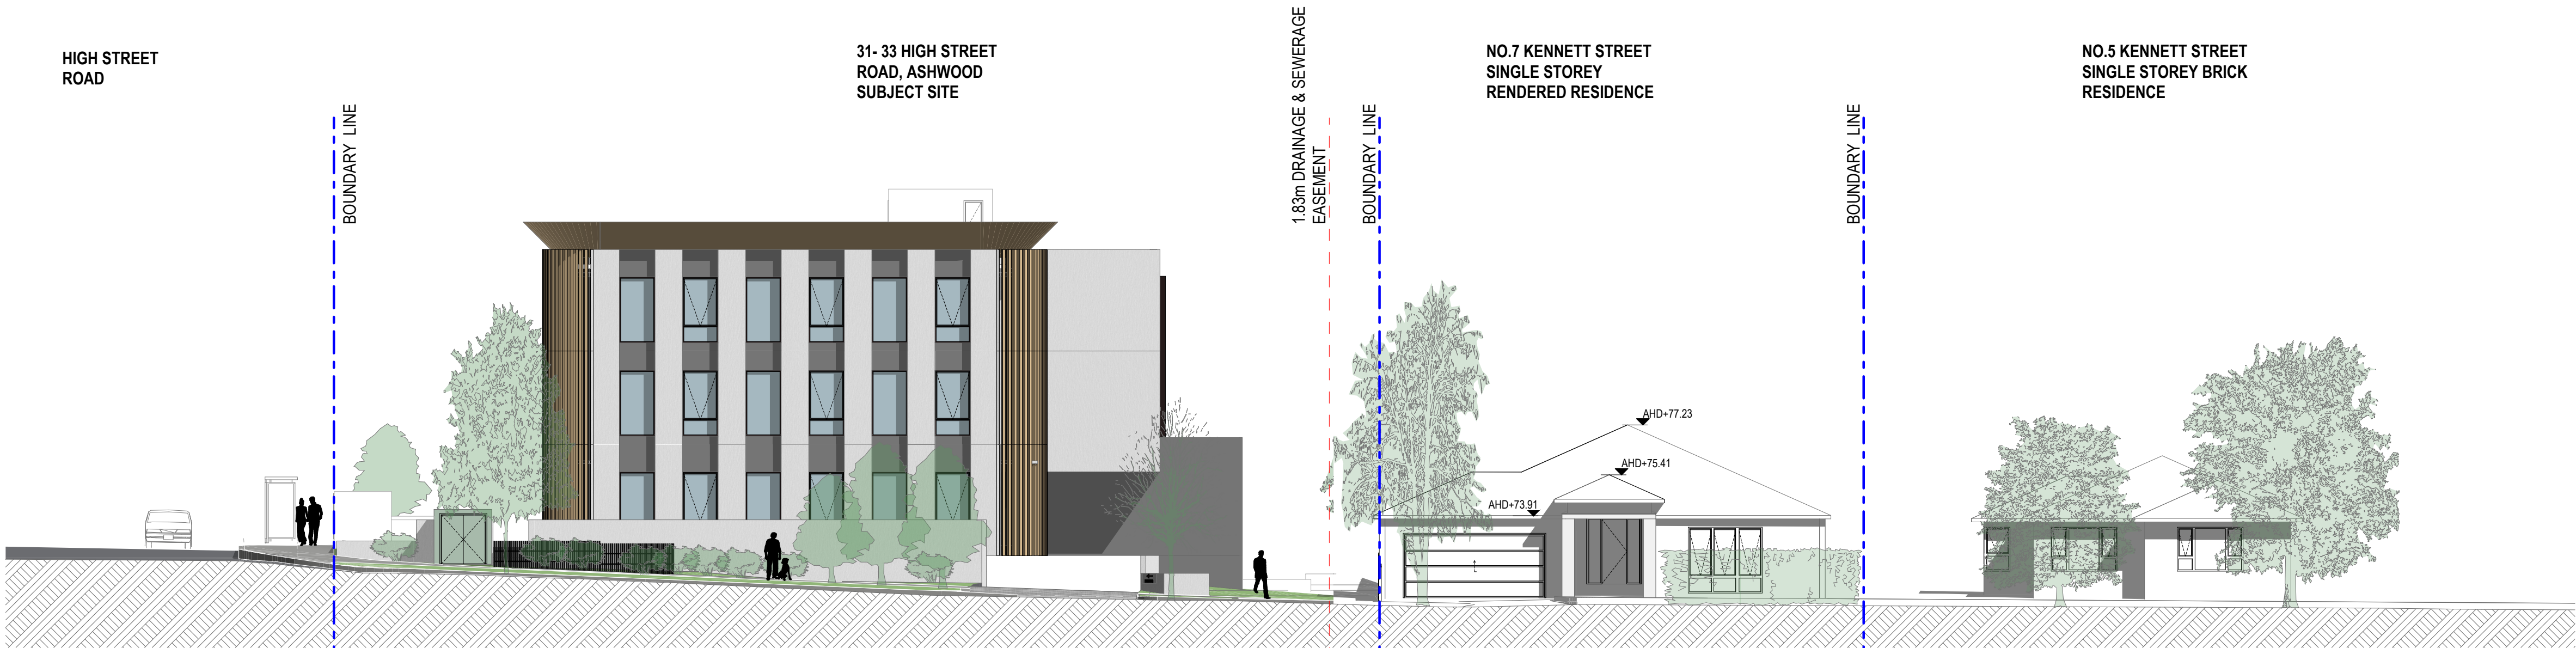 HIGH STREET
ROAD
BOUNDARY LINE
31- 33 HIGH STREET
ROAD, ASHWOOD
SUBJECT SITE
1.83m DRAINAGE & SEWERAGE
EASEMENT
BOUNDARY LINE
NO.7 KENNETT STREET
SINGLE STOREY
RENDERED RESIDENCE
BOUNDARY LINE
NO.5 KENNETT STREET
SINGLE STOREY BRICK
RESIDENCE
AHD+77.23
AHD+75.41
AHD+73.91